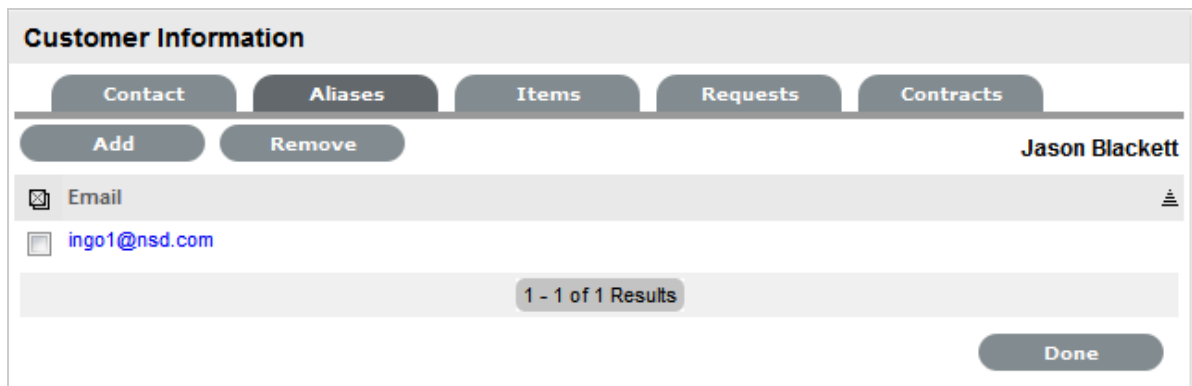 Customer Information
Contact Aliases Items Requests Contracts
Add Remove Jason Blackett
Email
ingo1@nsd.com
1 - 1 of 1 Results
Done